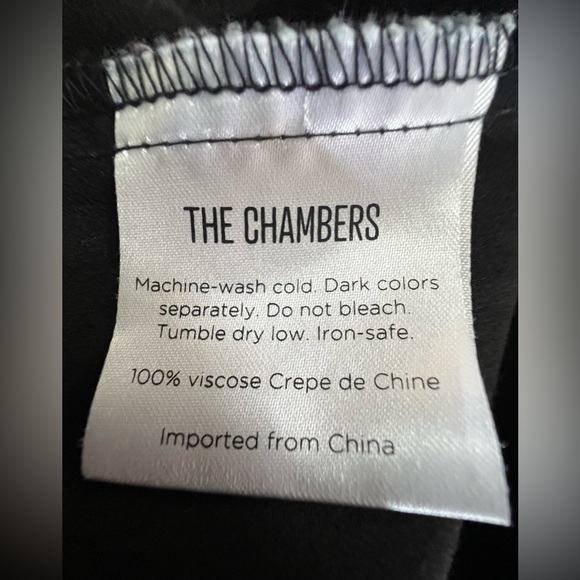 THE CHAMBERS
Machine-wash cold. Dark colors
separately. Do not bleach.
Tumble dry low. Iron-safe.
100% viscose Crepe de Chine
Imported from China